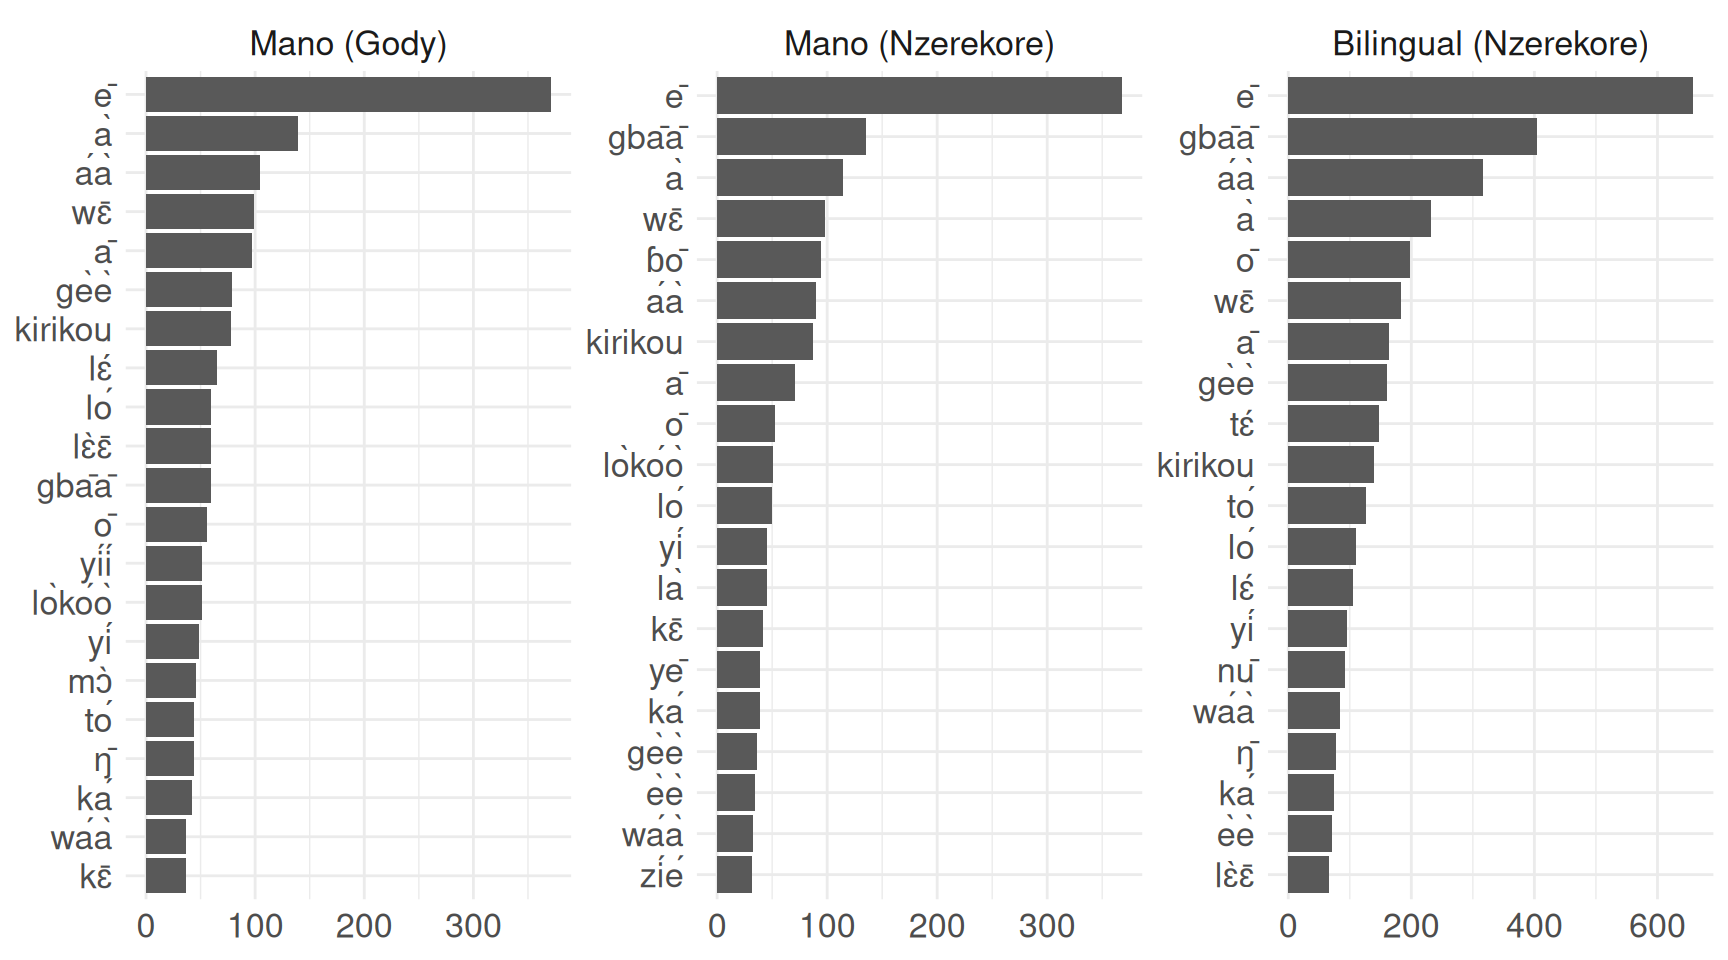 Mano (Gody)
ē
à
áà
wɛ̄
ā
gèè
kirikou
lɛ́
ló
lɛ̀ɛ̄
gbāā
ō
yíí
lòkóò
yí
mɔ̀
tó
ŋ̄
ká
wáà
kɛ̄
0 100 200 300
Mano (Nzerekore)
ē
gbāā
à
wɛ̄
ɓō
áà
kirikou
ā
ō
lòkóò
ló
yí
là
kɛ̄
yē
ká
gèè
èè
wáà
zíé
0 100 200 300
Bilingual (Nzerekore)
ē
gbāā
áà
à
ō
wɛ̄
ā
gèè
tɛ́
kirikou
tó
ló
lɛ́
yí
nū
wáà
ŋ̄
ká
èè
lɛ̀ɛ̄
0 200 400 600